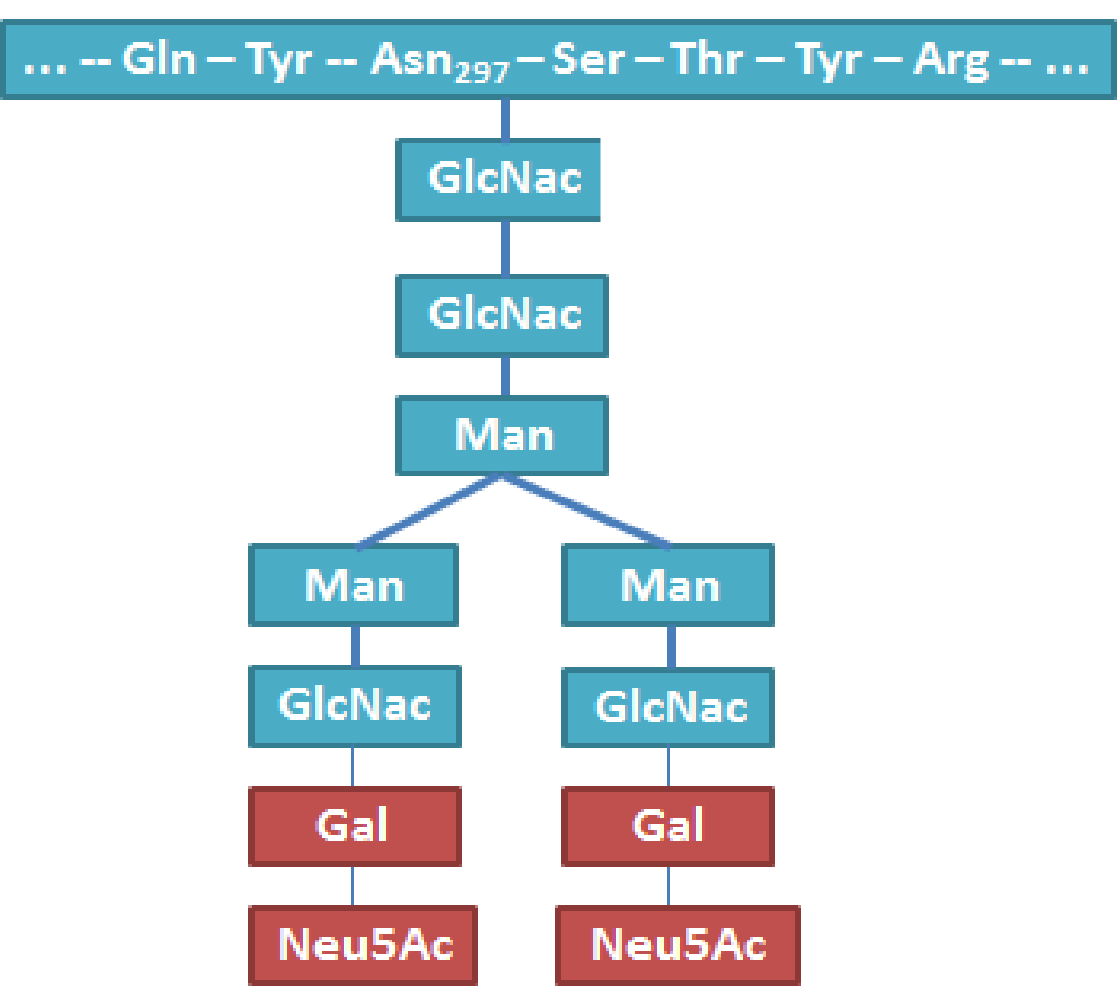 ... -- Gln – Tyr -- Asn₂₉₇ – Ser – Thr – Tyr – Arg -- ...
GlcNac
GlcNac
Man
Man Man
GlcNac GlcNac
Gal Gal
Neu5Ac Neu5Ac